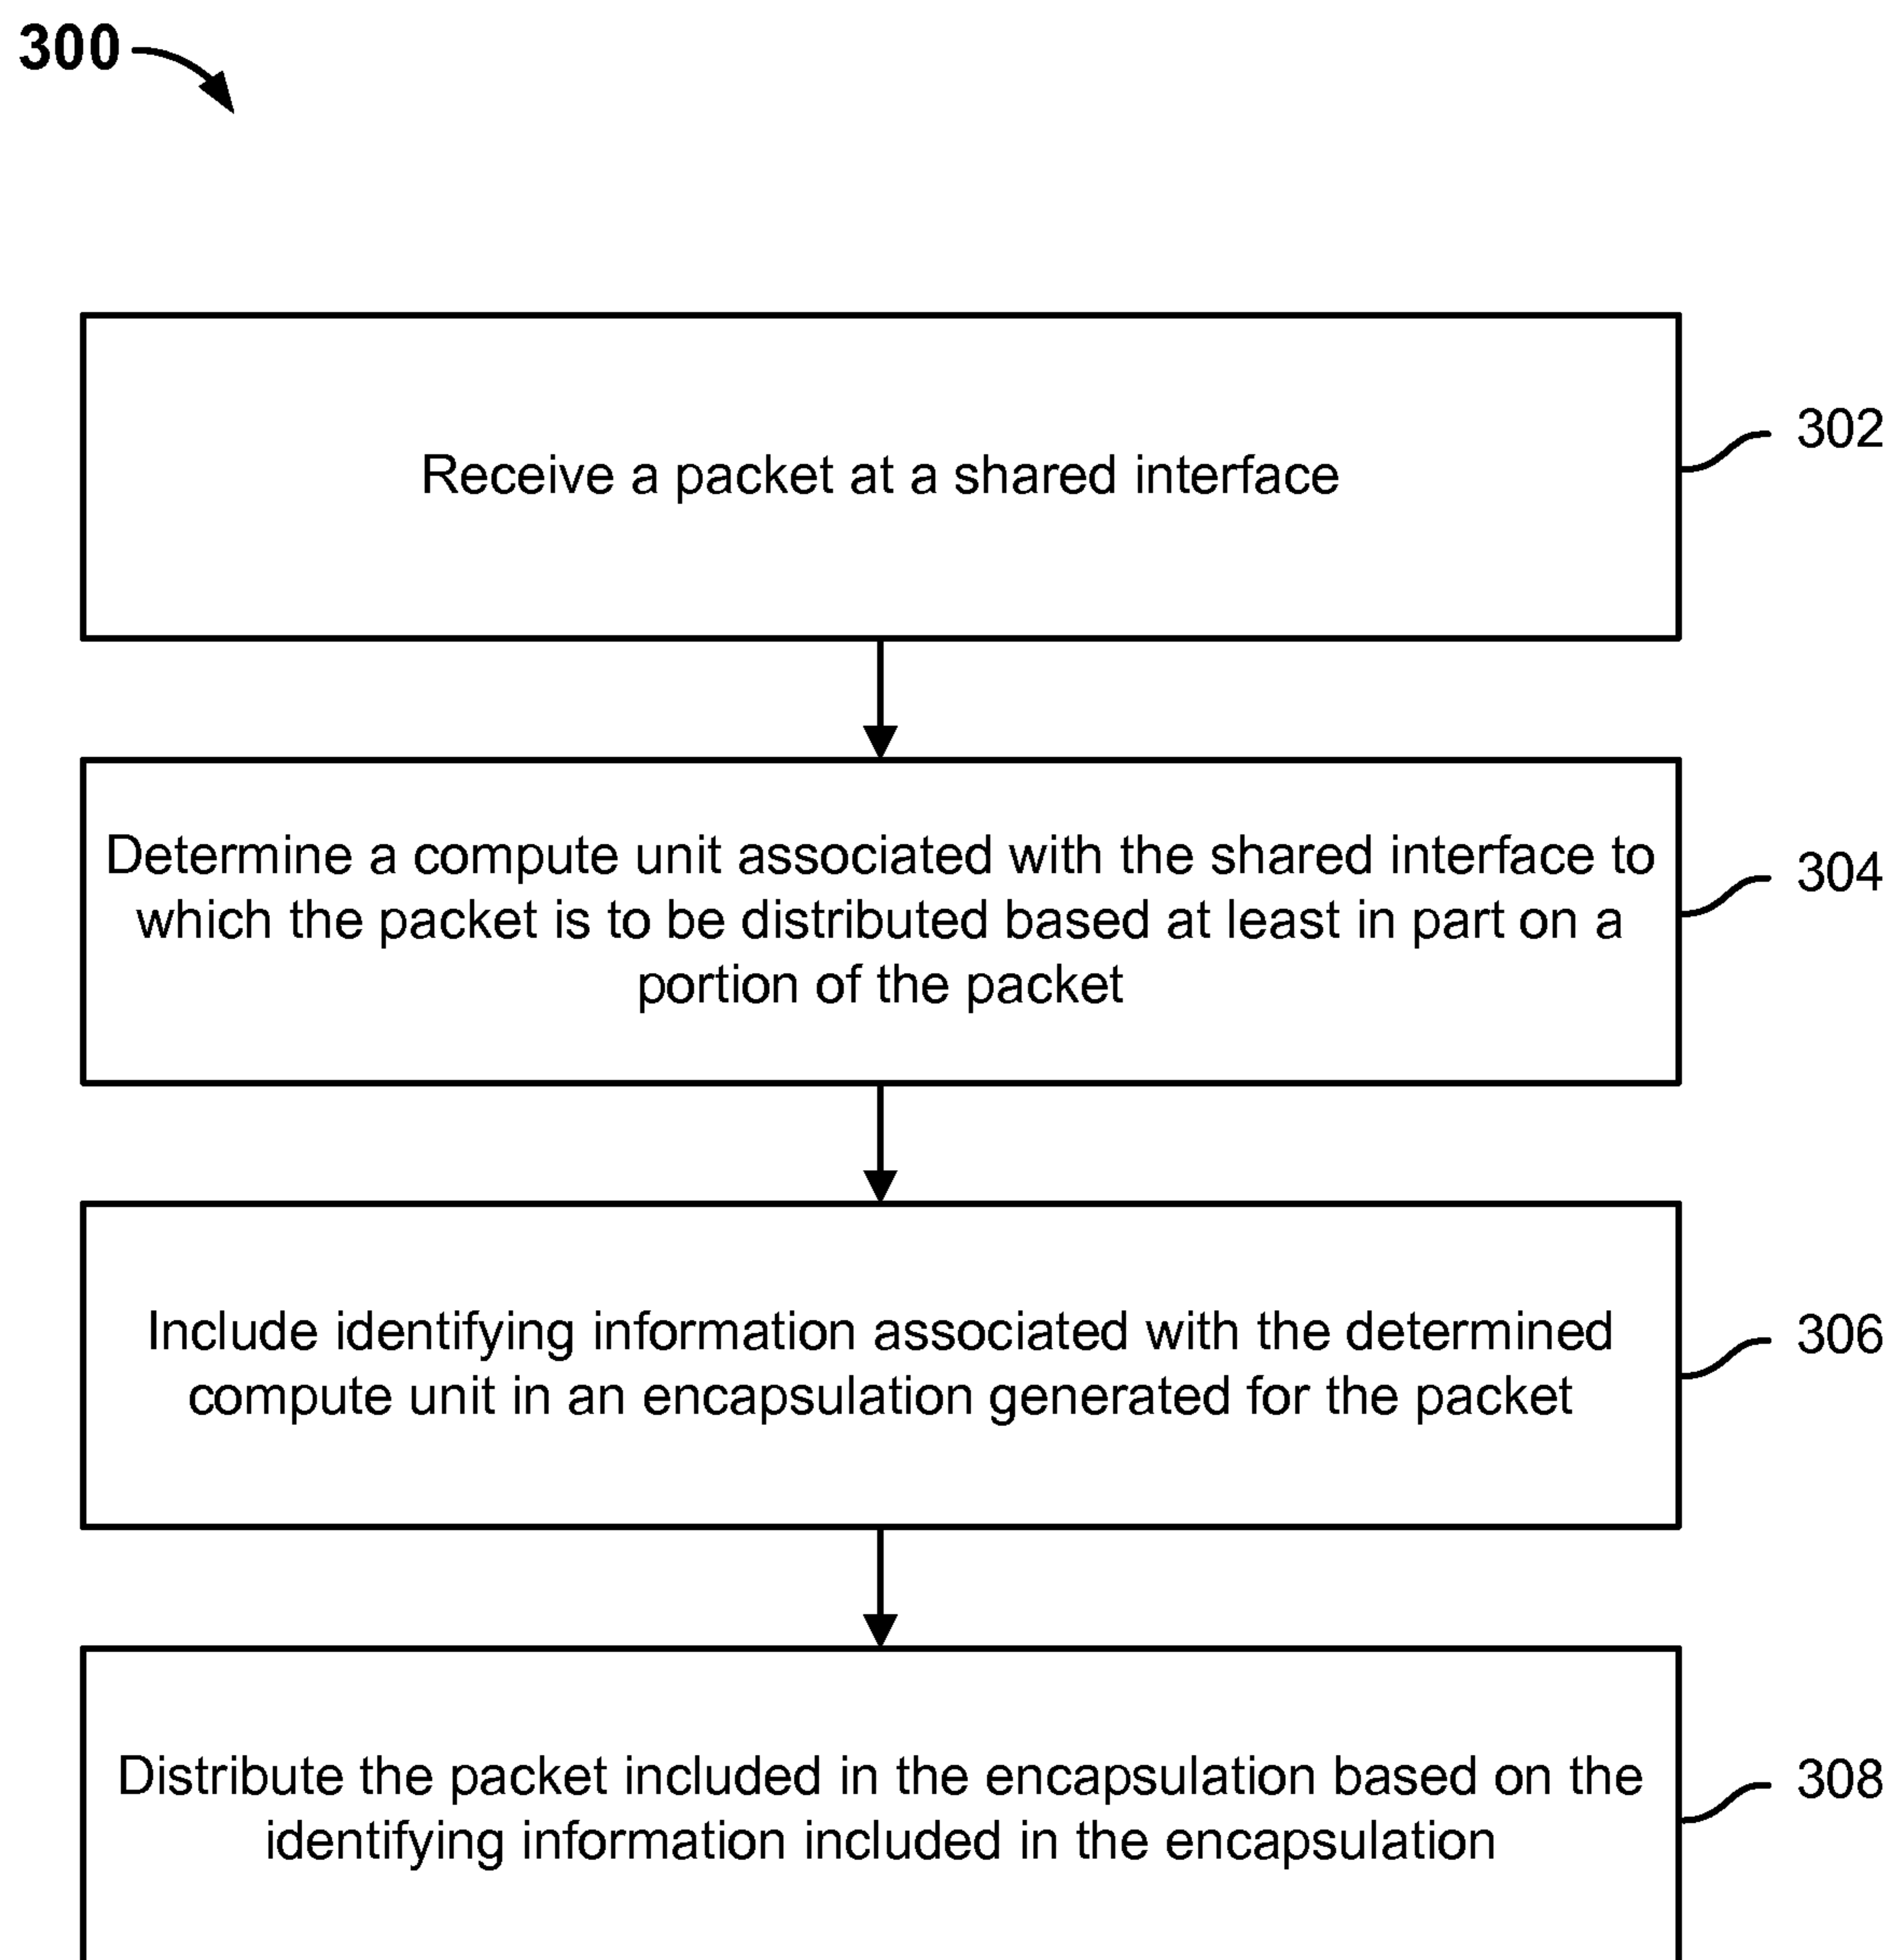 300
Receive a packet at a shared interface
302
Determine a compute unit associated with the shared interface to
which the packet is to be distributed based at least in part on a
portion of the packet
304
Include identifying information associated with the determined
compute unit in an encapsulation generated for the packet
306
Distribute the packet included in the encapsulation based on the
identifying information included in the encapsulation
308